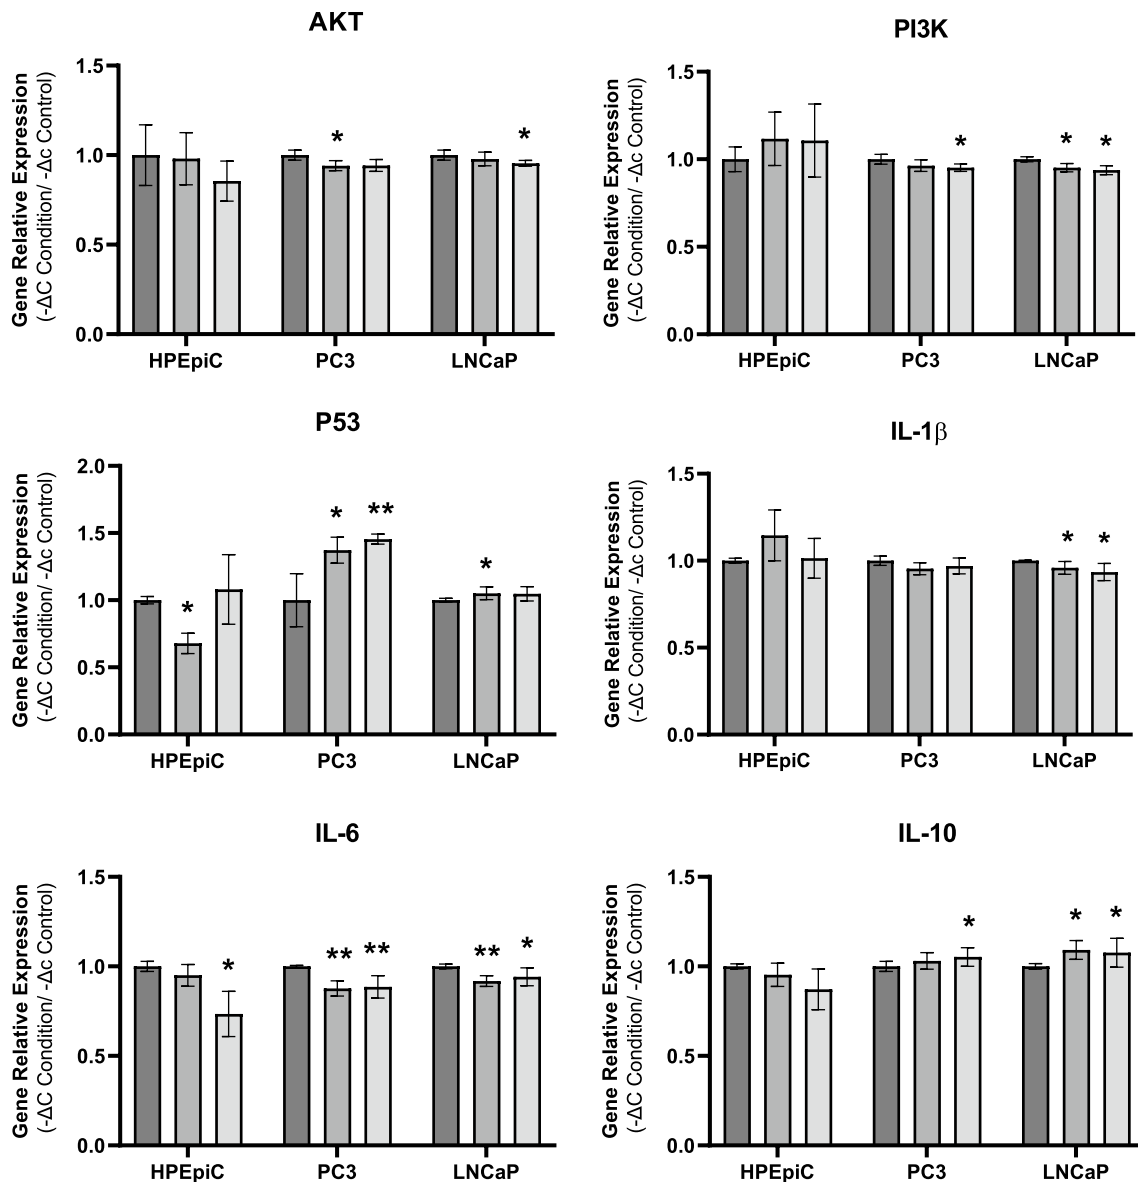 AKT
Gene Relative Expression
(-ΔC Condition/ -Δc Control)
1.5
1.0
0.5
0.0
*
*
HPEpiC PC3 LNCaP
PI3K
Gene Relative Expression
(-ΔC Condition/ -Δc Control)
1.5
1.0
0.5
0.0
*
*
*
HPEpiC PC3 LNCaP
P53
Gene Relative Expression
(-ΔC Condition/ -Δc Control)
2.0
1.5
1.0
0.5
0.0
*
*
**
*
HPEpiC PC3 LNCaP
IL-1β
Gene Relative Expression
(-ΔC Condition/ -Δc Control)
1.5
1.0
0.5
0.0
*
*
HPEpiC PC3 LNCaP
IL-6
Gene Relative Expression
(-ΔC Condition/ -Δc Control)
1.5
1.0
0.5
0.0
*
**
**
**
*
HPEpiC PC3 LNCaP
IL-10
Gene Relative Expression
(-ΔC Condition/ -Δc Control)
1.5
1.0
0.5
0.0
*
*
*
HPEpiC PC3 LNCaP